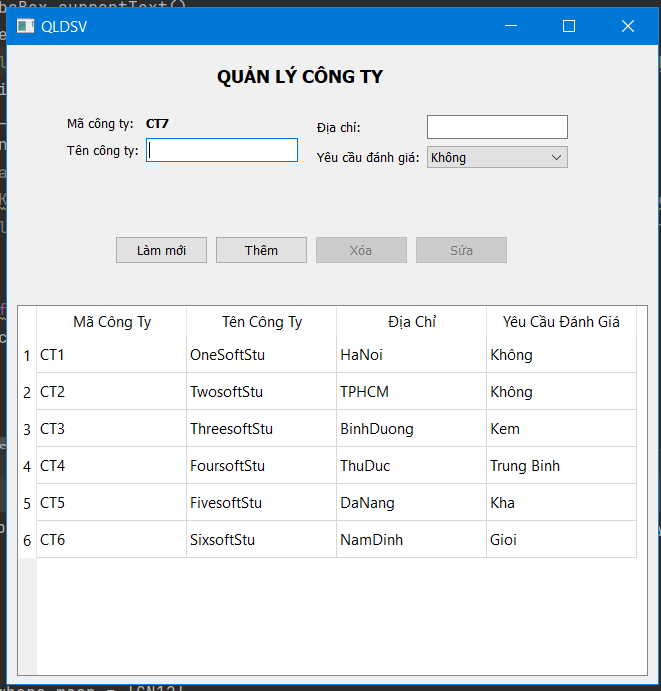 boBox.currentText()
QLDSV
QUẢN LÝ CÔNG TY
Mã công ty: CT7
Địa chỉ:
Tên công ty:
Yêu cầu đánh giá: Không
Làm mới Thêm Xóa Sửa
Mã Công Ty Tên Công Ty Địa Chỉ Yêu Cầu Đánh Giá
1 CT1 OneSoftStu HaNoi Không
2 CT2 TwosoftStu TPHCM Không
3 CT3 ThreesoftStu BinhDuong Kem
4 CT4 FoursoftStu ThuDuc Trung Binh
5 CT5 FivesoftStu DaNang Kha
6 CT6 SixsoftStu NamDinh Gioi